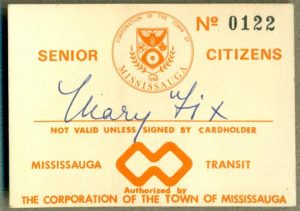 CORPORATION OF THE TOWN OF
MISSISSAUGA
1968
Nº 0122
SENIOR CITIZENS
Mary Fix
NOT VALID UNLESS SIGNED BY CARDHOLDER
MISSISSAUGA TRANSIT
Authorized by
THE CORPORATION OF THE TOWN OF MISSISSAUGA